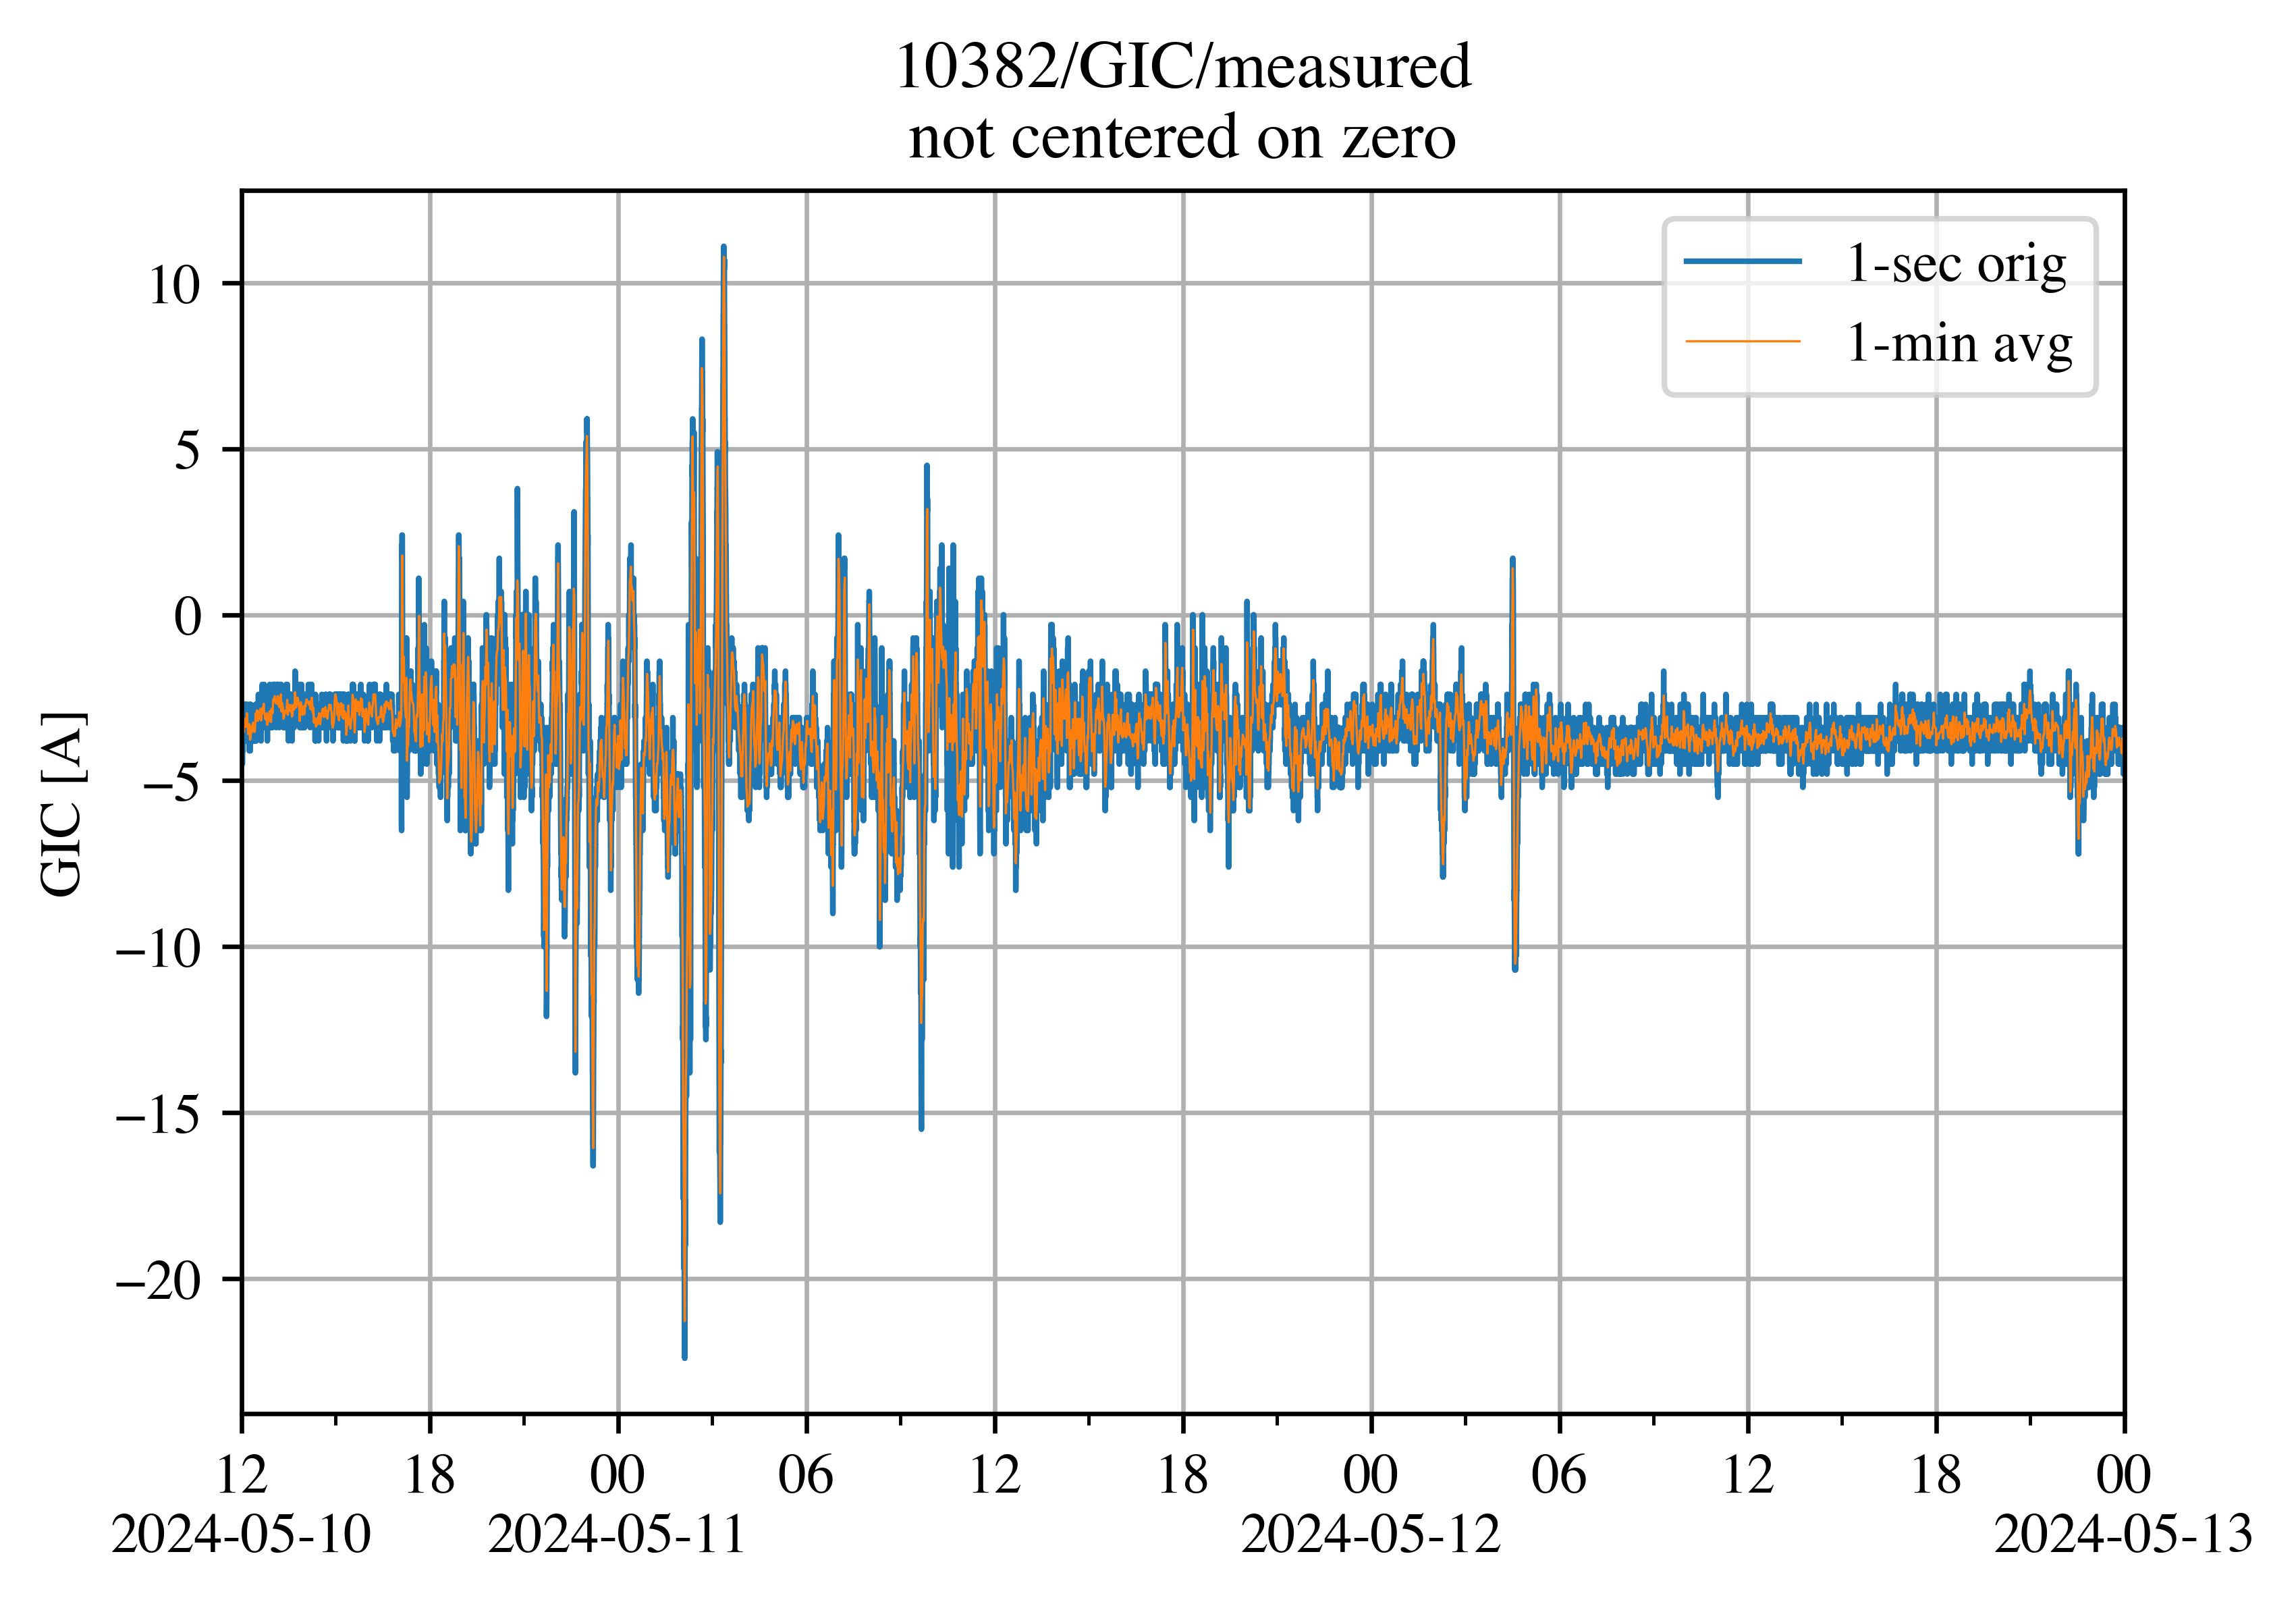 10382/GIC/measured
not centered on zero
1-sec orig
1-min avg
GIC [A]
10
5
0
−5
−10
−15
−20
12 18 00 06 12 18 00 06 12 18 00
2024-05-10 2024-05-11 2024-05-12 2024-05-13